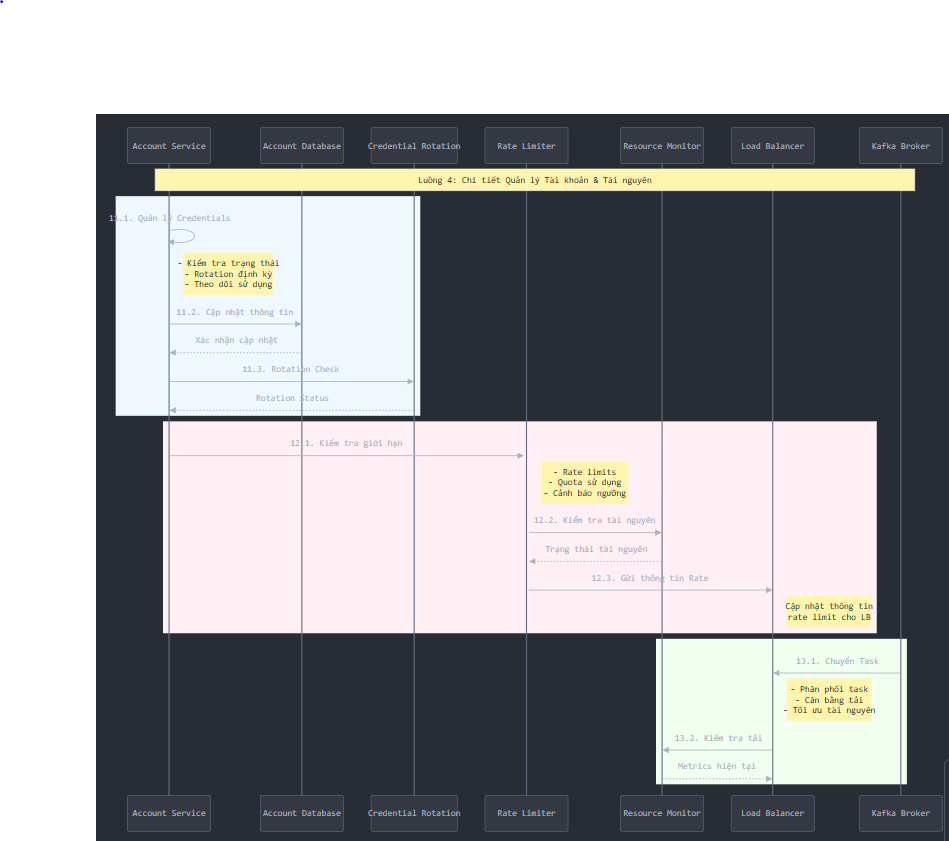 Account Service
Account Database
Credential Rotation
Rate Limiter
Resource Monitor
Load Balancer
Kafka Broker
Luồng 4: Chi tiết Quản lý Tài khoản & Tài nguyên
11.1. Quản lý Credentials
- Kiểm tra trạng thái
- Rotation định kỳ
- Theo dõi sử dụng
11.2. Cập nhật thông tin
Xác nhận cập nhật
11.3. Rotation Check
Rotation Status
12.1. Kiểm tra giới hạn
- Rate limits
- Quota sử dụng
- Cảnh báo ngưỡng
12.2. Kiểm tra tài nguyên
Trạng thái tài nguyên
12.3. Gửi thông tin Rate
Cập nhật thông tin
rate limit cho LB
13.1. Chuyển Task
- Phân phối task
- Cân bằng tải
- Tối ưu tài nguyên
13.2. Kiểm tra tải
Metrics hiện tại
Account Service
Account Database
Credential Rotation
Rate Limiter
Resource Monitor
Load Balancer
Kafka Broker